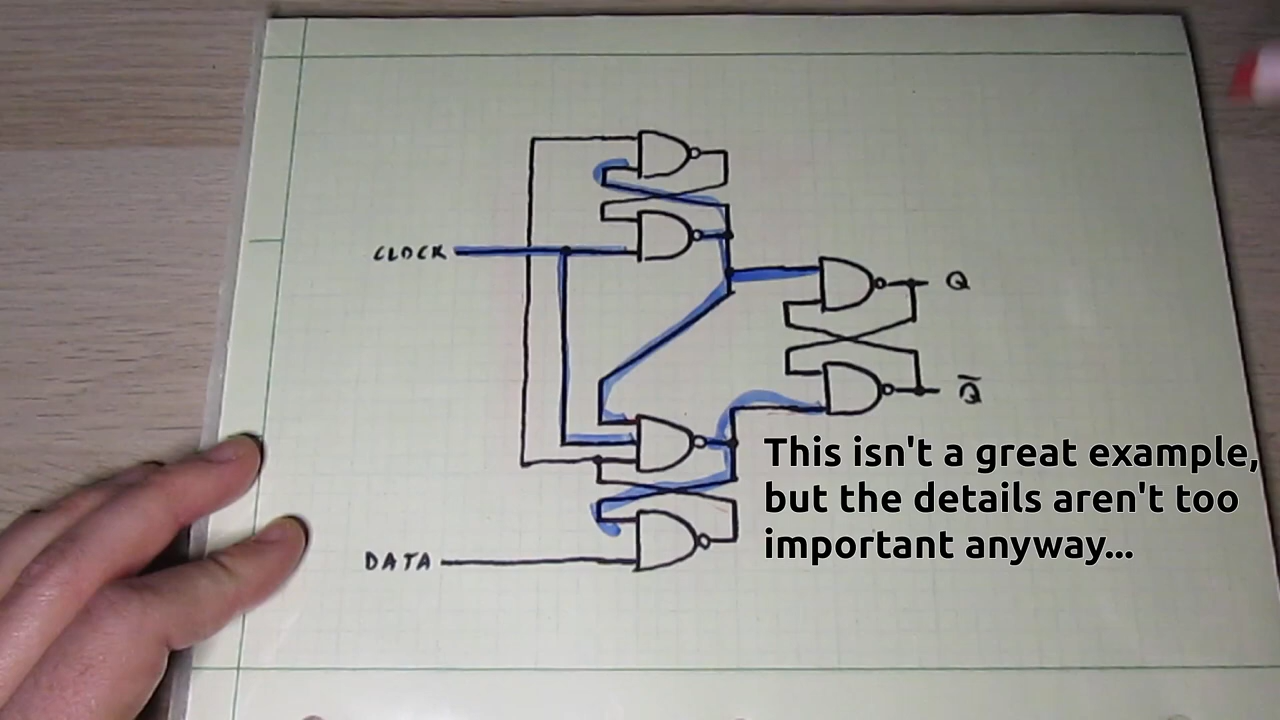 CLOCK
Q
Q̅
This isn't a great example,
but the details aren't too
important anyway...
DATA